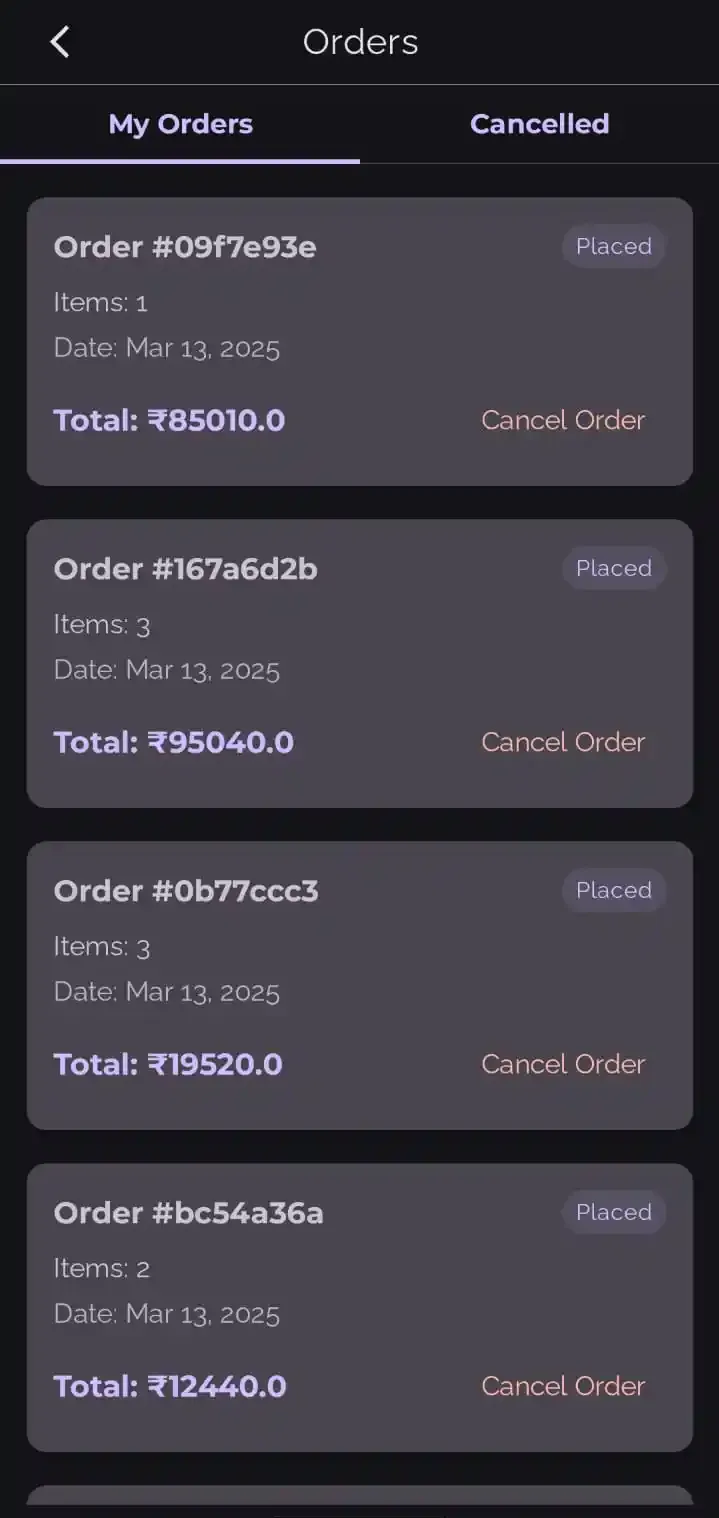 Orders
My Orders Cancelled
Order #09f7e93e Placed
Items: 1
Date: Mar 13, 2025
Total: ₹85010.0 Cancel Order
Order #167a6d2b Placed
Items: 3
Date: Mar 13, 2025
Total: ₹95040.0 Cancel Order
Order #0b77ccc3 Placed
Items: 3
Date: Mar 13, 2025
Total: ₹19520.0 Cancel Order
Order #bc54a36a Placed
Items: 2
Date: Mar 13, 2025
Total: ₹12440.0 Cancel Order